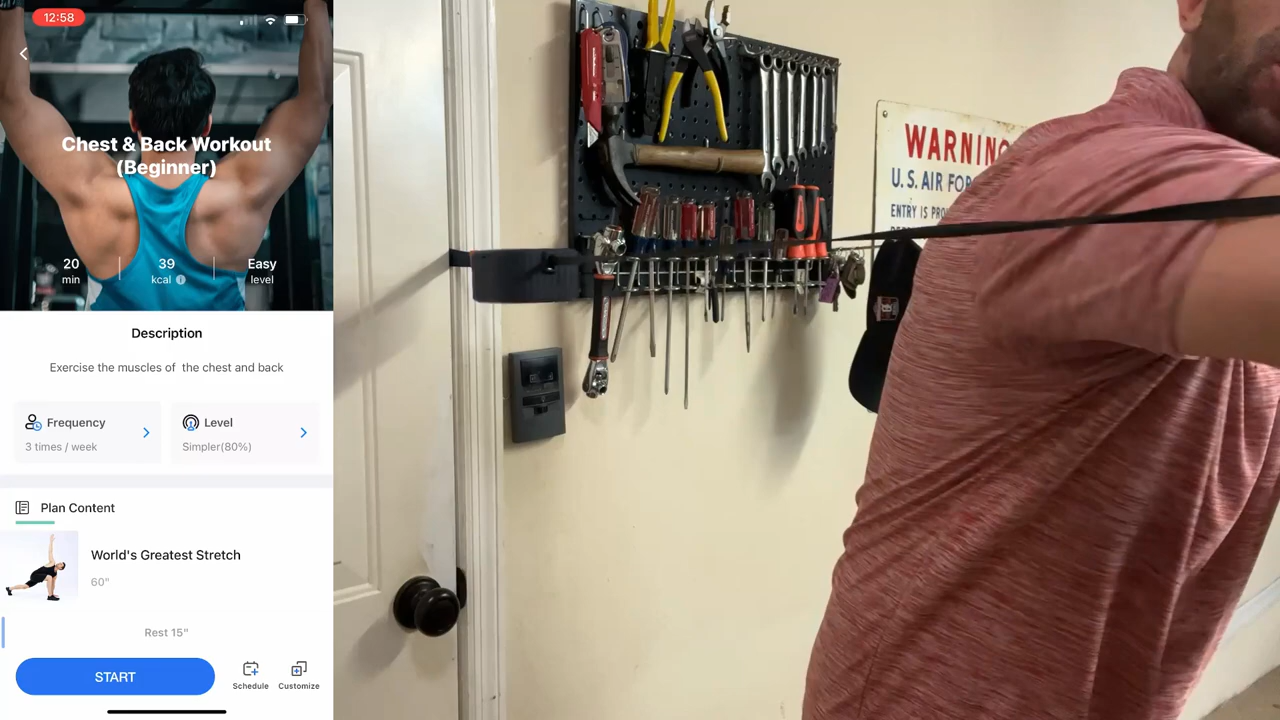 12:58
Chest & Back Workout
(Beginner)
20
min
39
kcal
Easy
level
Description
Exercise the muscles of the chest and back
Frequency
3 times / week
Level
Simpler(80%)
Plan Content
World's Greatest Stretch
60"
Rest 15"
START
Schedule
Customize
WARNING
U.S. AIR FOR
ENTRY IS PRO